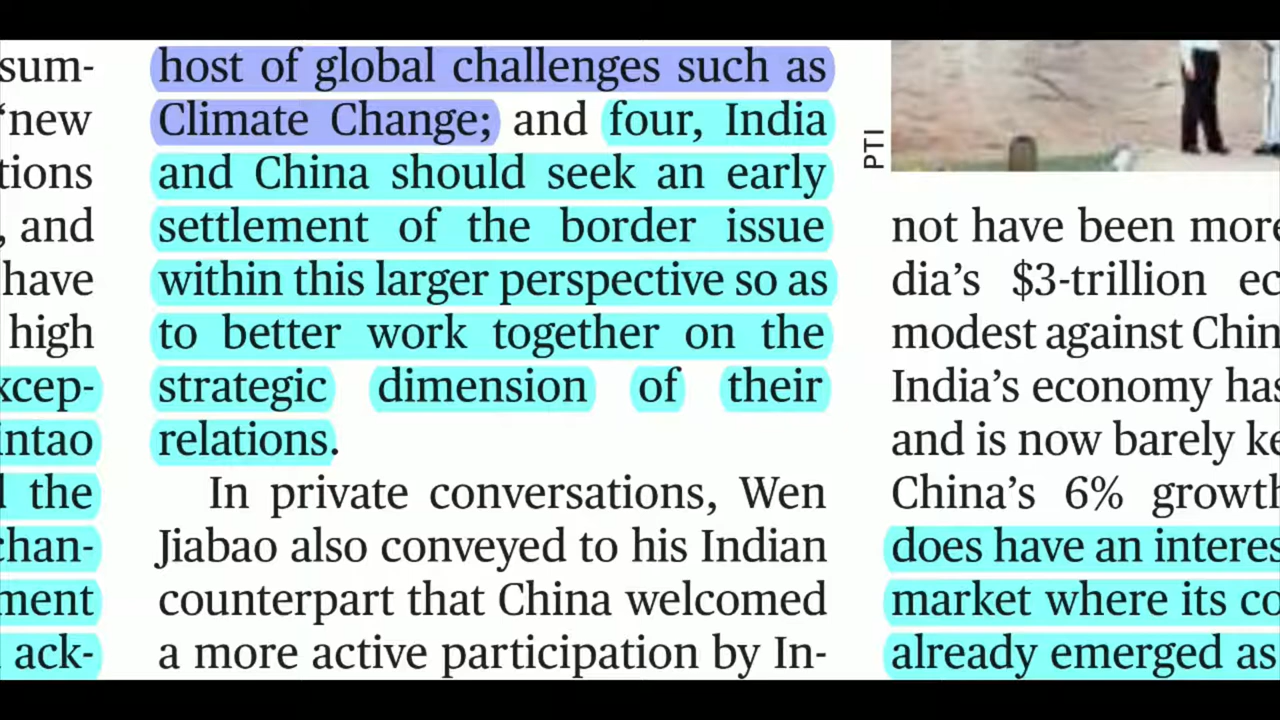 sum-
‘new
tions
, and
have
high
xcep-
intao
the
chan-
ment
ack-
host of global challenges such as
Climate Change; and four, India
and China should seek an early
settlement of the border issue
within this larger perspective so as
to better work together on the
strategic dimension of their
relations.
In private conversations, Wen
Jiabao also conveyed to his Indian
counterpart that China welcomed
a more active participation by In-
PTI
not have been more
dia’s $3-trillion ec
modest against Chin
India’s economy has
and is now barely ke
China’s 6% growth
does have an interes
market where its co
already emerged as